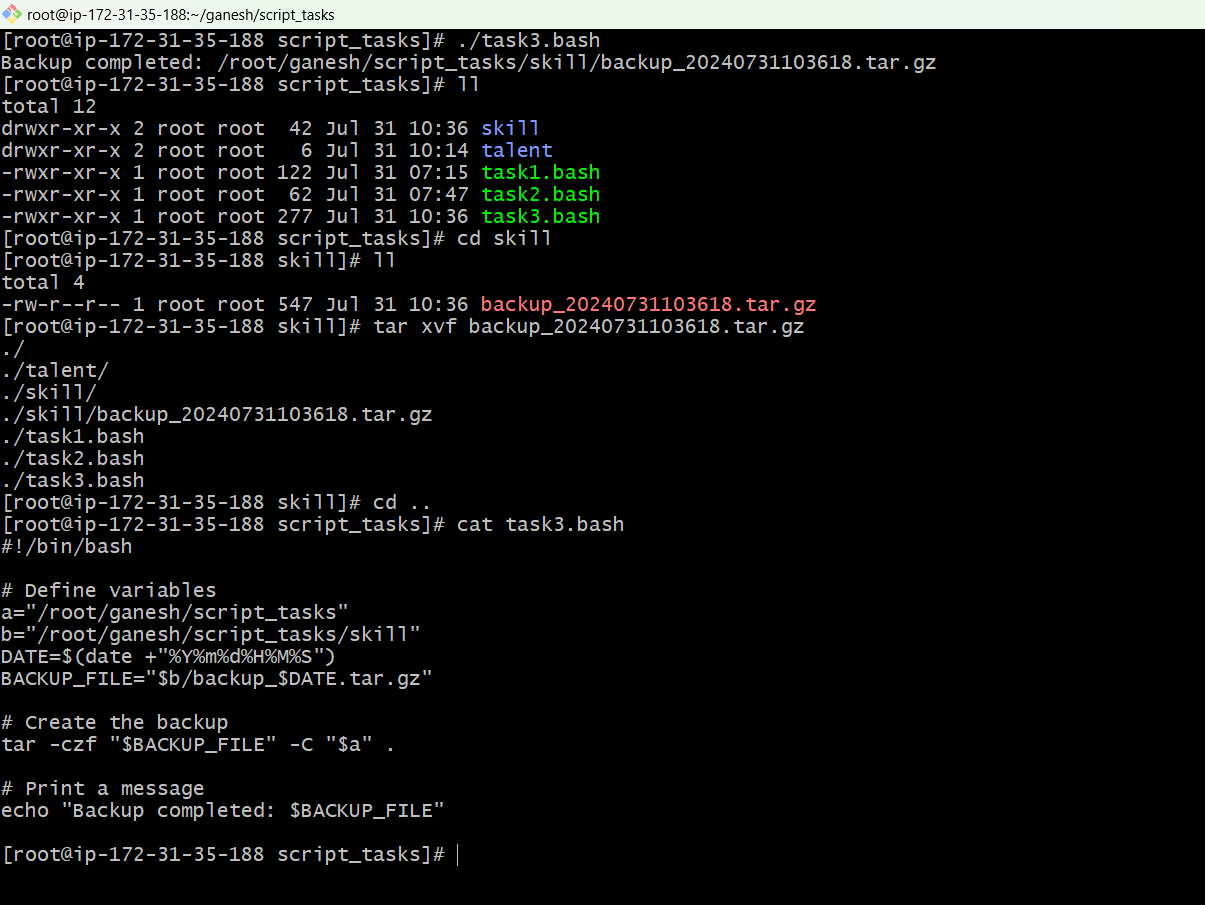 root@ip-172-31-35-188:~/ganesh/script_tasks
[root@ip-172-31-35-188 script_tasks]# ./task3.bash
Backup completed: /root/ganesh/script_tasks/skill/backup_20240731103618.tar.gz
[root@ip-172-31-35-188 script_tasks]# ll
total 12
drwxr-xr-x 2 root root  42 Jul 31 10:36 skill
drwxr-xr-x 2 root root   6 Jul 31 10:14 talent
-rwxr-xr-x 1 root root 122 Jul 31 07:15 task1.bash
-rwxr-xr-x 1 root root  62 Jul 31 07:47 task2.bash
-rwxr-xr-x 1 root root 277 Jul 31 10:36 task3.bash
[root@ip-172-31-35-188 script_tasks]# cd skill
[root@ip-172-31-35-188 skill]# ll
total 4
-rw-r--r-- 1 root root 547 Jul 31 10:36 backup_20240731103618.tar.gz
[root@ip-172-31-35-188 skill]# tar xvf backup_20240731103618.tar.gz
./
./talent/
./skill/
./skill/backup_20240731103618.tar.gz
./task1.bash
./task2.bash
./task3.bash
[root@ip-172-31-35-188 skill]# cd ..
[root@ip-172-31-35-188 script_tasks]# cat task3.bash
#!/bin/bash

# Define variables
a="/root/ganesh/script_tasks"
b="/root/ganesh/script_tasks/skill"
DATE=$(date +"%Y%m%d%H%M%S")
BACKUP_FILE="$b/backup_$DATE.tar.gz"

# Create the backup
tar -czf "$BACKUP_FILE" -C "$a" .

# Print a message
echo "Backup completed: $BACKUP_FILE"

[root@ip-172-31-35-188 script_tasks]#